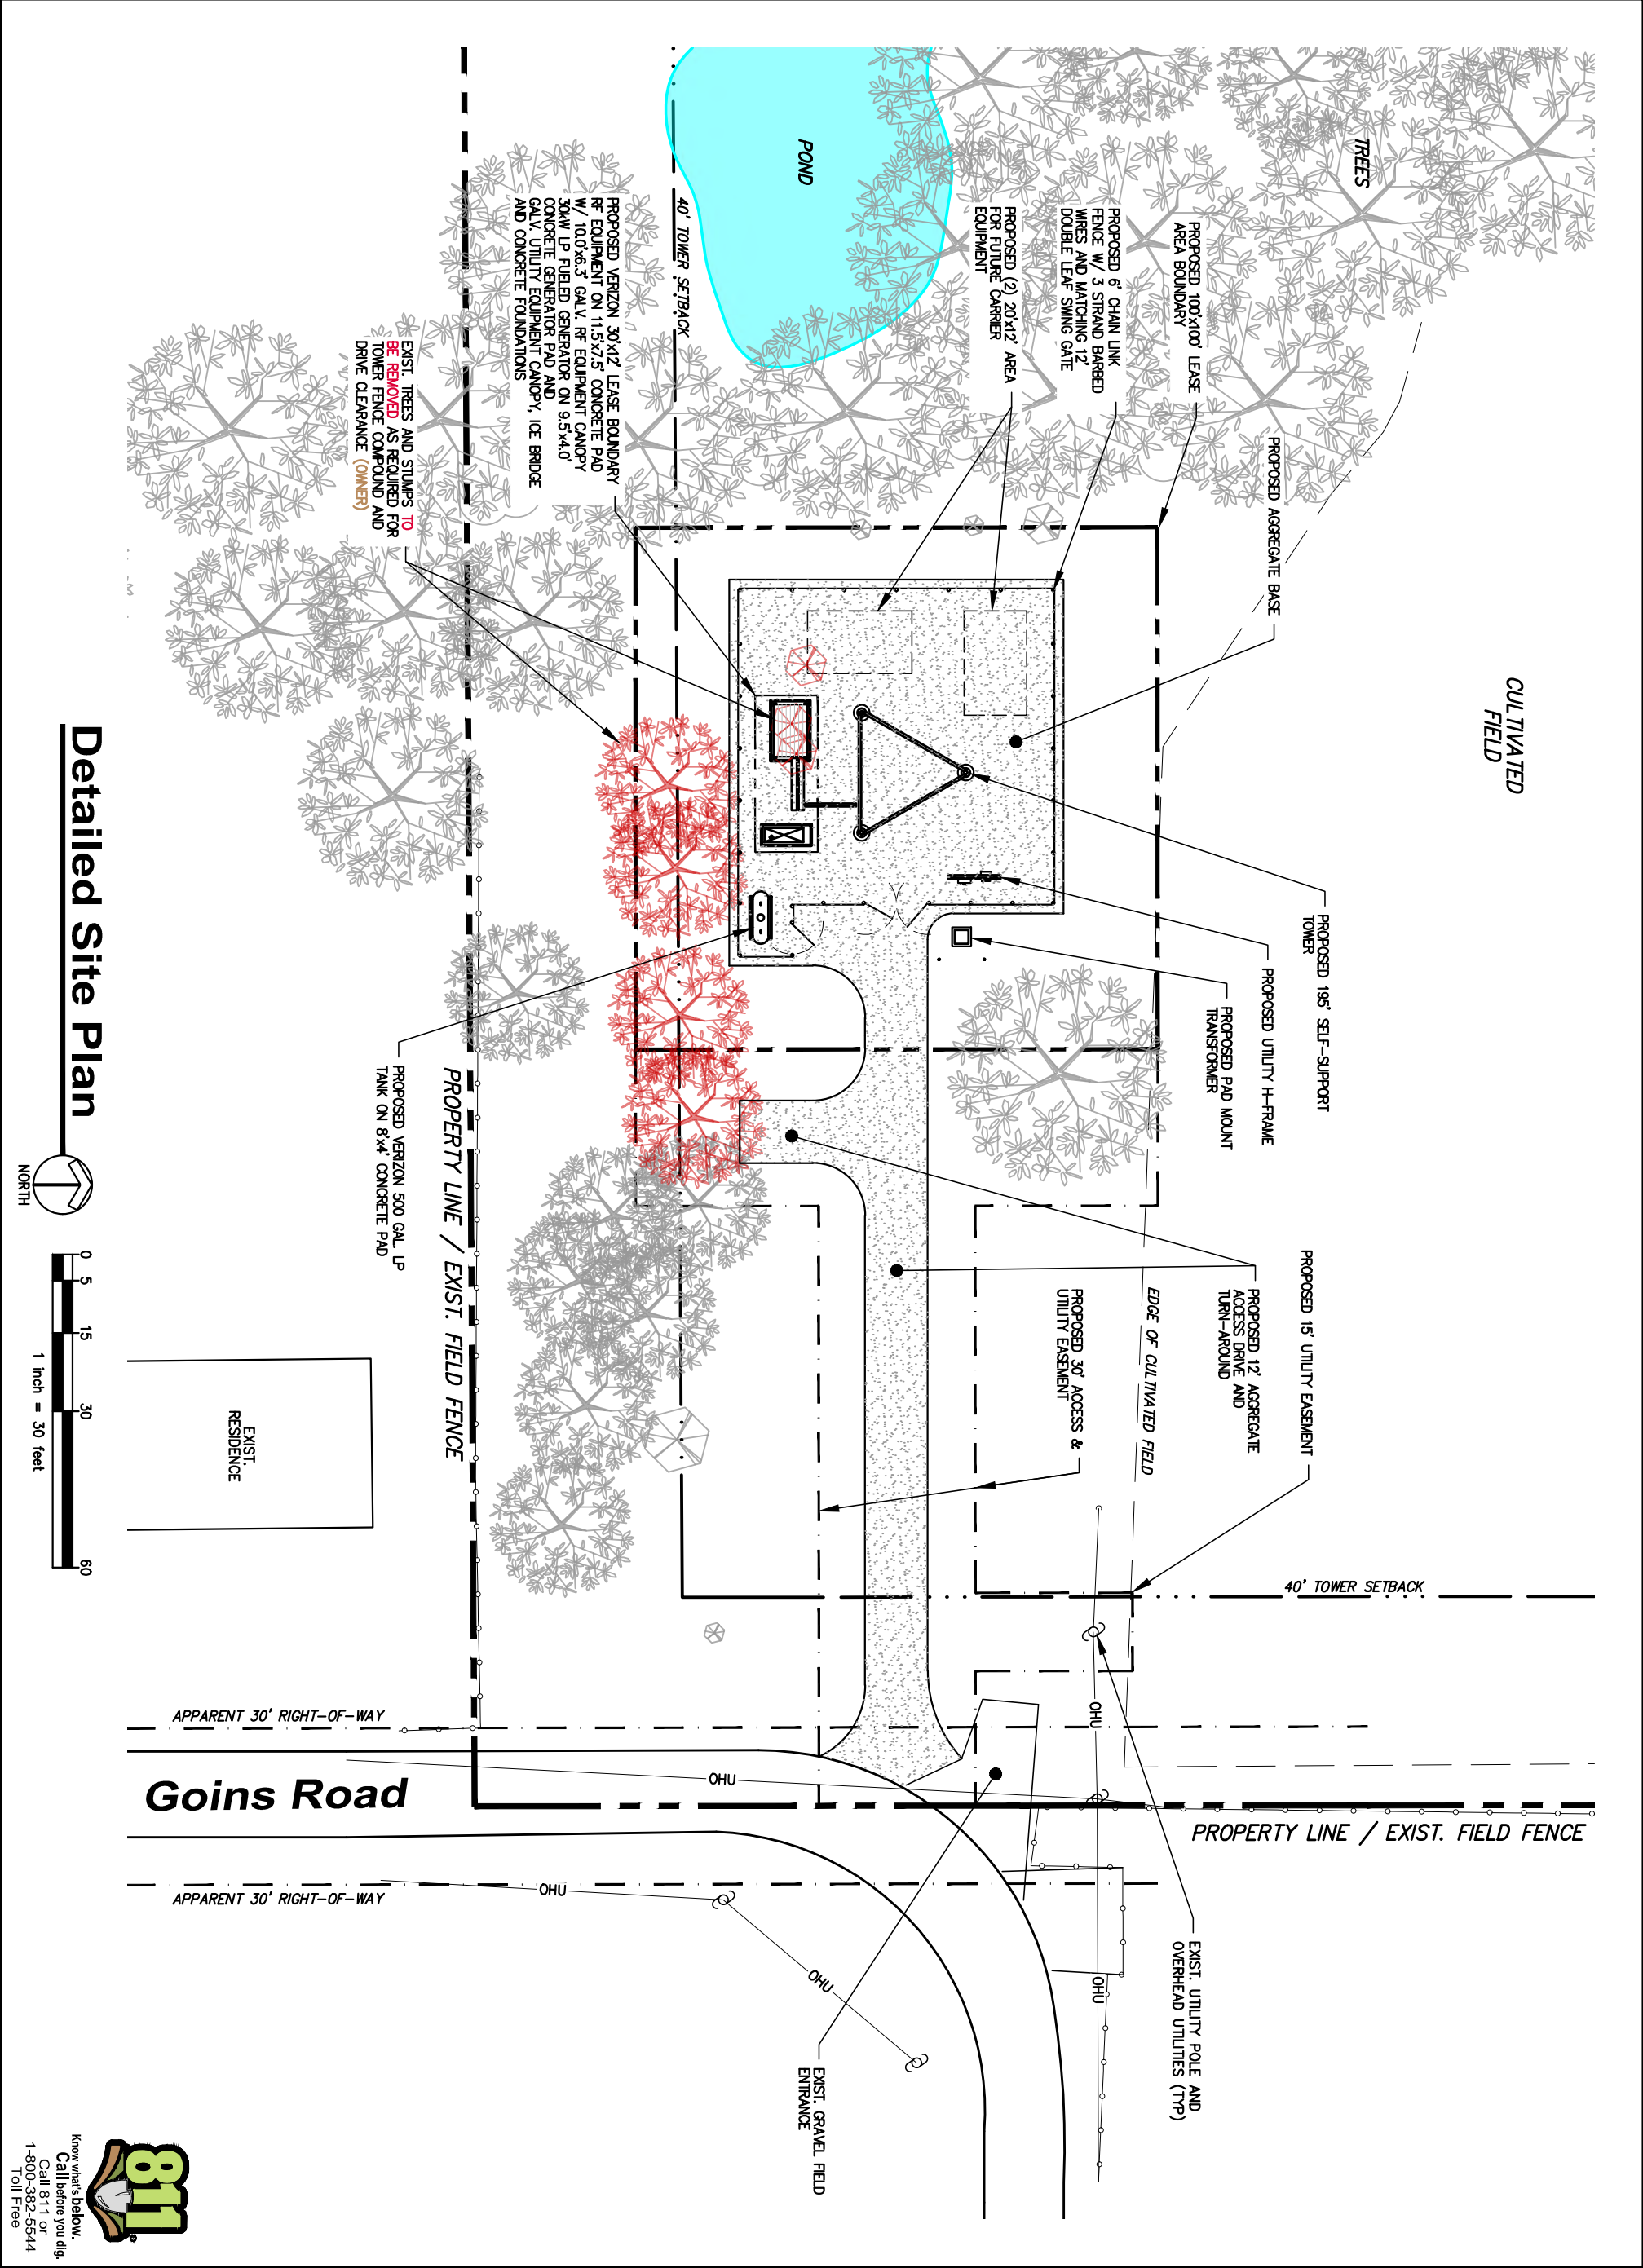 TREES
POND
CULTIVATED
FIELD
PROPOSED 100'x100' LEASE
AREA BOUNDARY
PROPOSED 6' CHAIN LINK
FENCE W/ 3 STRAND BARBED
WIRES AND MATCHING 12'
DOUBLE LEAF SWING GATE
PROPOSED (2) 20'x12' AREA
FOR FUTURE CARRIER
EQUIPMENT
40' TOWER SETBACK
PROPOSED VERIZON 30'x12' LEASE BOUNDARY
RF EQUIPMENT ON 11.5'x7.5' CONCRETE PAD
W/ 10.0'x6.3' GALV. RF EQUIPMENT CANOPY
30kW LP FUELED GENERATOR ON 9.5'x4.0'
CONCRETE GENERATOR PAD AND
GALV. UTILITY EQUIPMENT CANOPY, ICE BRIDGE
AND CONCRETE FOUNDATIONS
EXIST. TREES AND STUMPS TO
BE REMOVED AS REQUIRED FOR
TOWER FENCE COMPOUND AND
DRIVE CLEARANCE (OWNER)
PROPOSED AGGREGATE BASE
PROPOSED 195' SELF-SUPPORT
TOWER
PROPOSED UTILITY H-FRAME
PROPOSED PAD MOUNT
TRANSFORMER
PROPOSED 15' UTILITY EASEMENT
PROPOSED 12' AGGREGATE
ACCESS DRIVE AND
TURN-AROUND
EDGE OF CULTIVATED FIELD
PROPOSED 30' ACCESS &
UTILITY EASEMENT
PROPERTY LINE / EXIST. FIELD FENCE
PROPOSED VERIZON 500 GAL. LP
TANK ON 8'x4' CONCRETE PAD
EXIST.
RESIDENCE
40' TOWER SETBACK
APPARENT 30' RIGHT-OF-WAY
OHU
OHU
Goins Road
PROPERTY LINE / EXIST. FIELD FENCE
APPARENT 30' RIGHT-OF-WAY
OHU
OHU
OHU
EXIST. UTILITY POLE AND
OVERHEAD UTILITIES (TYP)
EXIST. GRAVEL FIELD
ENTRANCE
Detailed Site Plan
NORTH
0 5 15 30 60
1 inch = 30 feet
811
Know what's below.
Call before you dig.
Call 811 or
1-800-382-5544
Toll Free